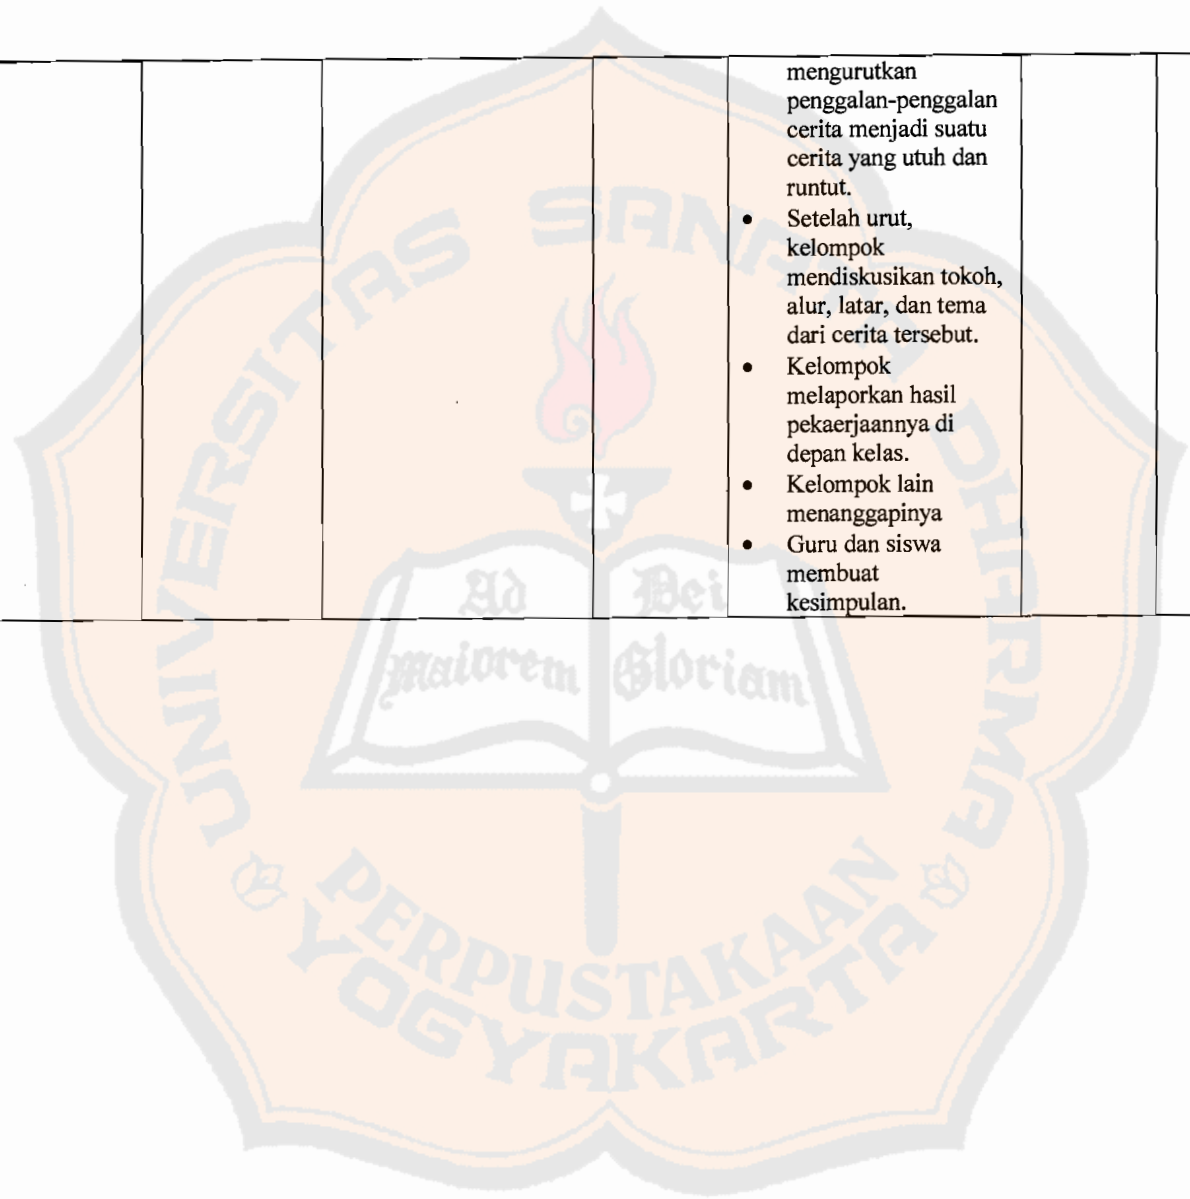 mengurutkan
penggalan-penggalan
cerita menjadi suatu
cerita yang utuh dan
runtut.
• Setelah urut,
kelompok
mendiskusikan tokoh,
alur, latar, dan tema
dari cerita tersebut.
• Kelompok
melaporkan hasil
pekaerjaannya di
depan kelas.
• Kelompok lain
menanggapinya
• Guru dan siswa
membuat
kesimpulan.
UNIVERSITAS SANATA DHARMA
Ad Dei
Maiorem Gloriam
PERPUSTAKAAN
YOGYAKARTA